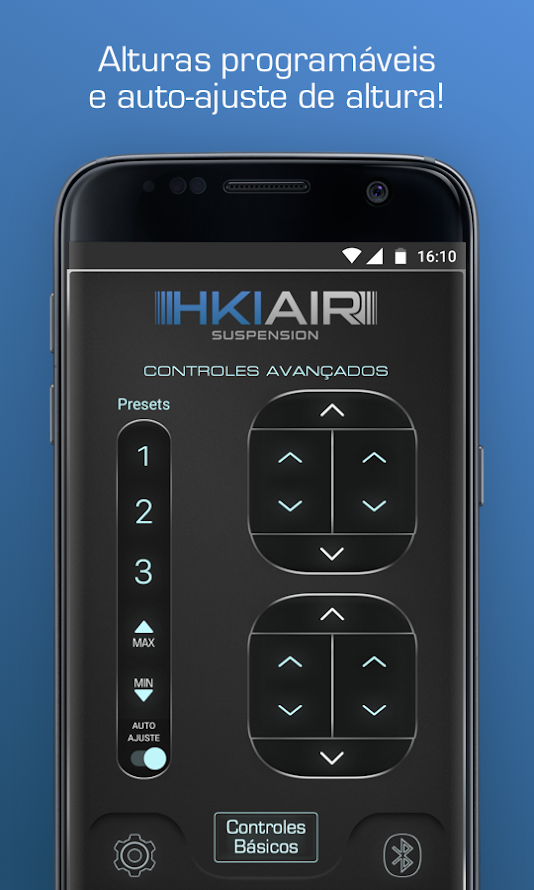 Alturas programáveis
e auto-ajuste de altura!
16:10
HKIAIR
SUSPENSION
CONTROLES AVANÇADOS
Presets
1
2
3
MAX
MIN
AUTO
AJUSTE
Controles
Básicos